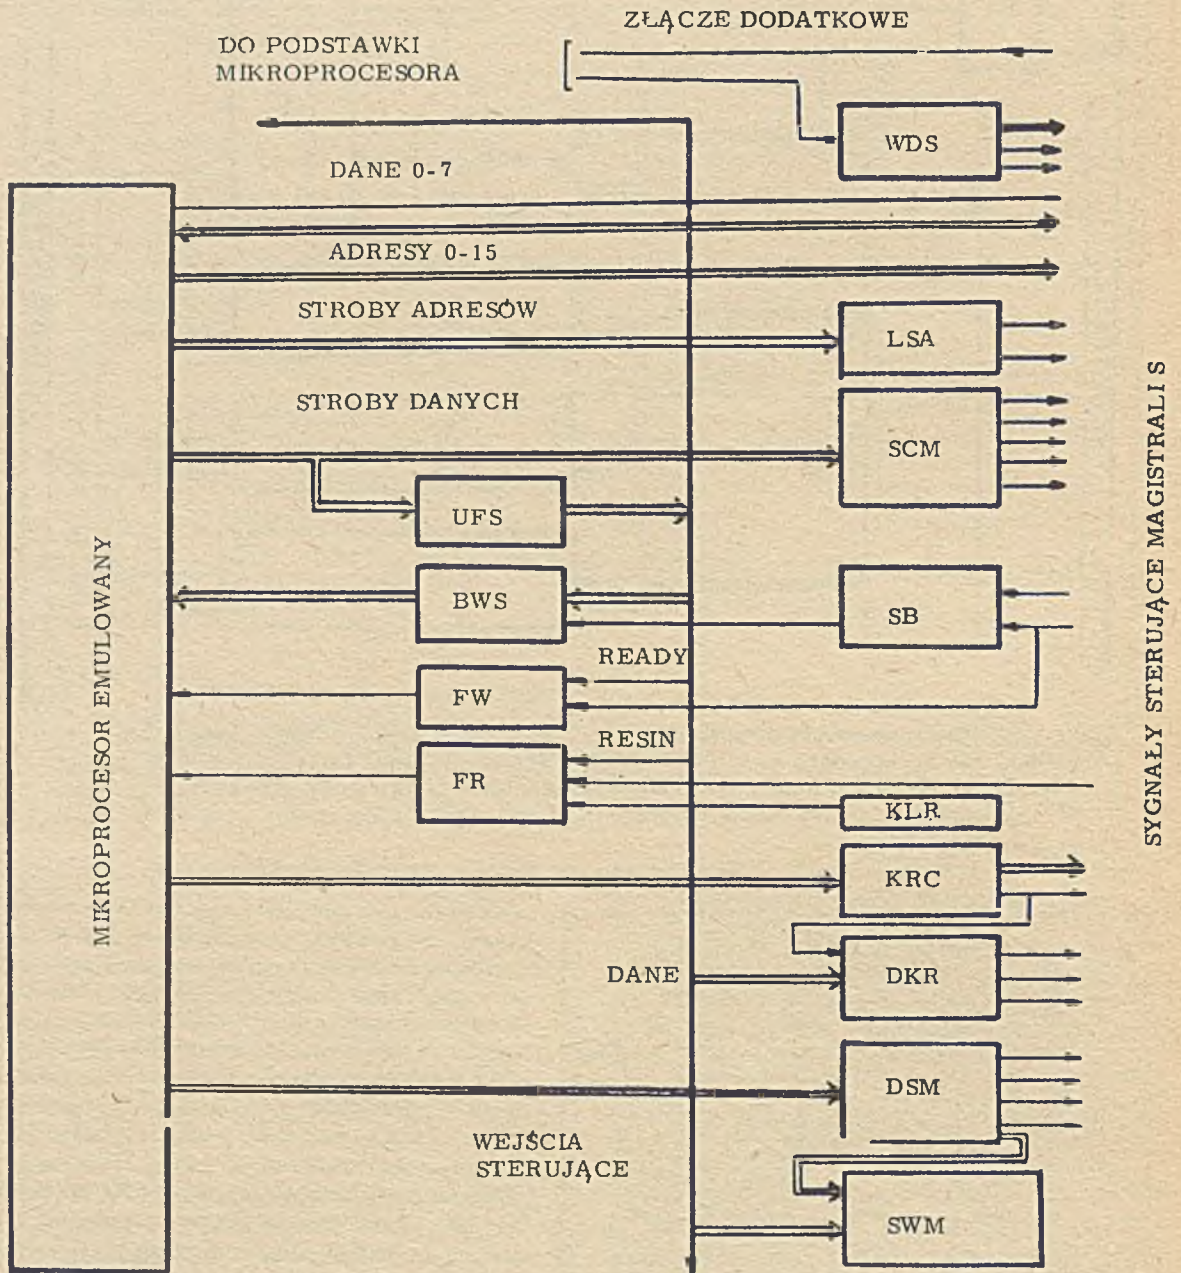 ZŁĄCZE DODATKOWE
DO PODSTAWKI
MIKROPROCESORA
WDS
DANE 0-7
ADRESY 0-15
STROBY ADRESÓW
LSA
STROBY DANYCH
SCM
UFS
BWS
SB
READY
FW
RESIN
FR
KLR
KRC
DANE
DKR
DSM
WEJŚCIA
STERUJĄCE
SWM
MIKROPROCESOR EMULOWANY
SYGNAŁY STERUJĄCE MAGISTRALI S